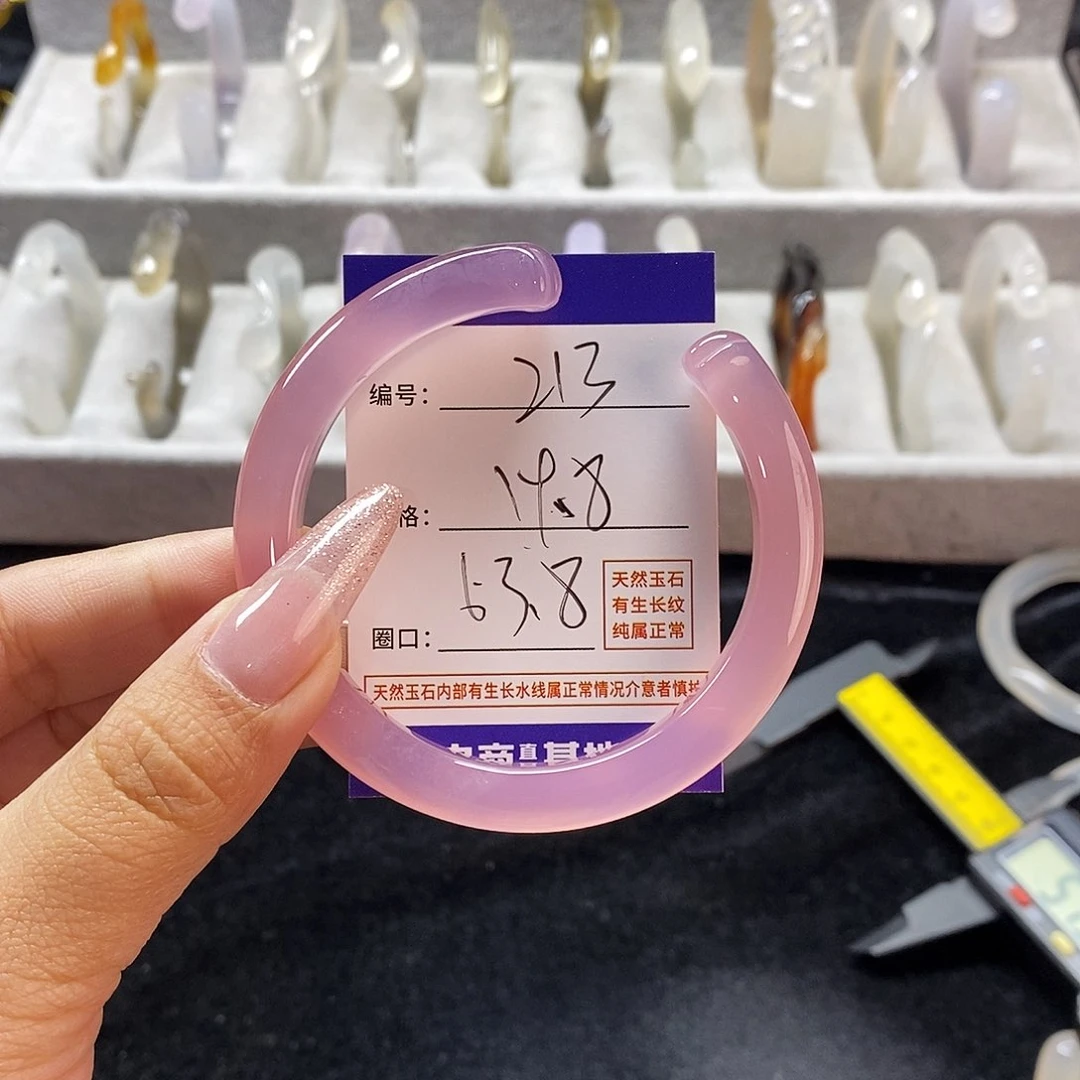 编号: 213
格: 14.8
圈口: 63.8
天然玉石
有生长纹
纯属正常
天然玉石内部有生长水线属正常情况介意者慎